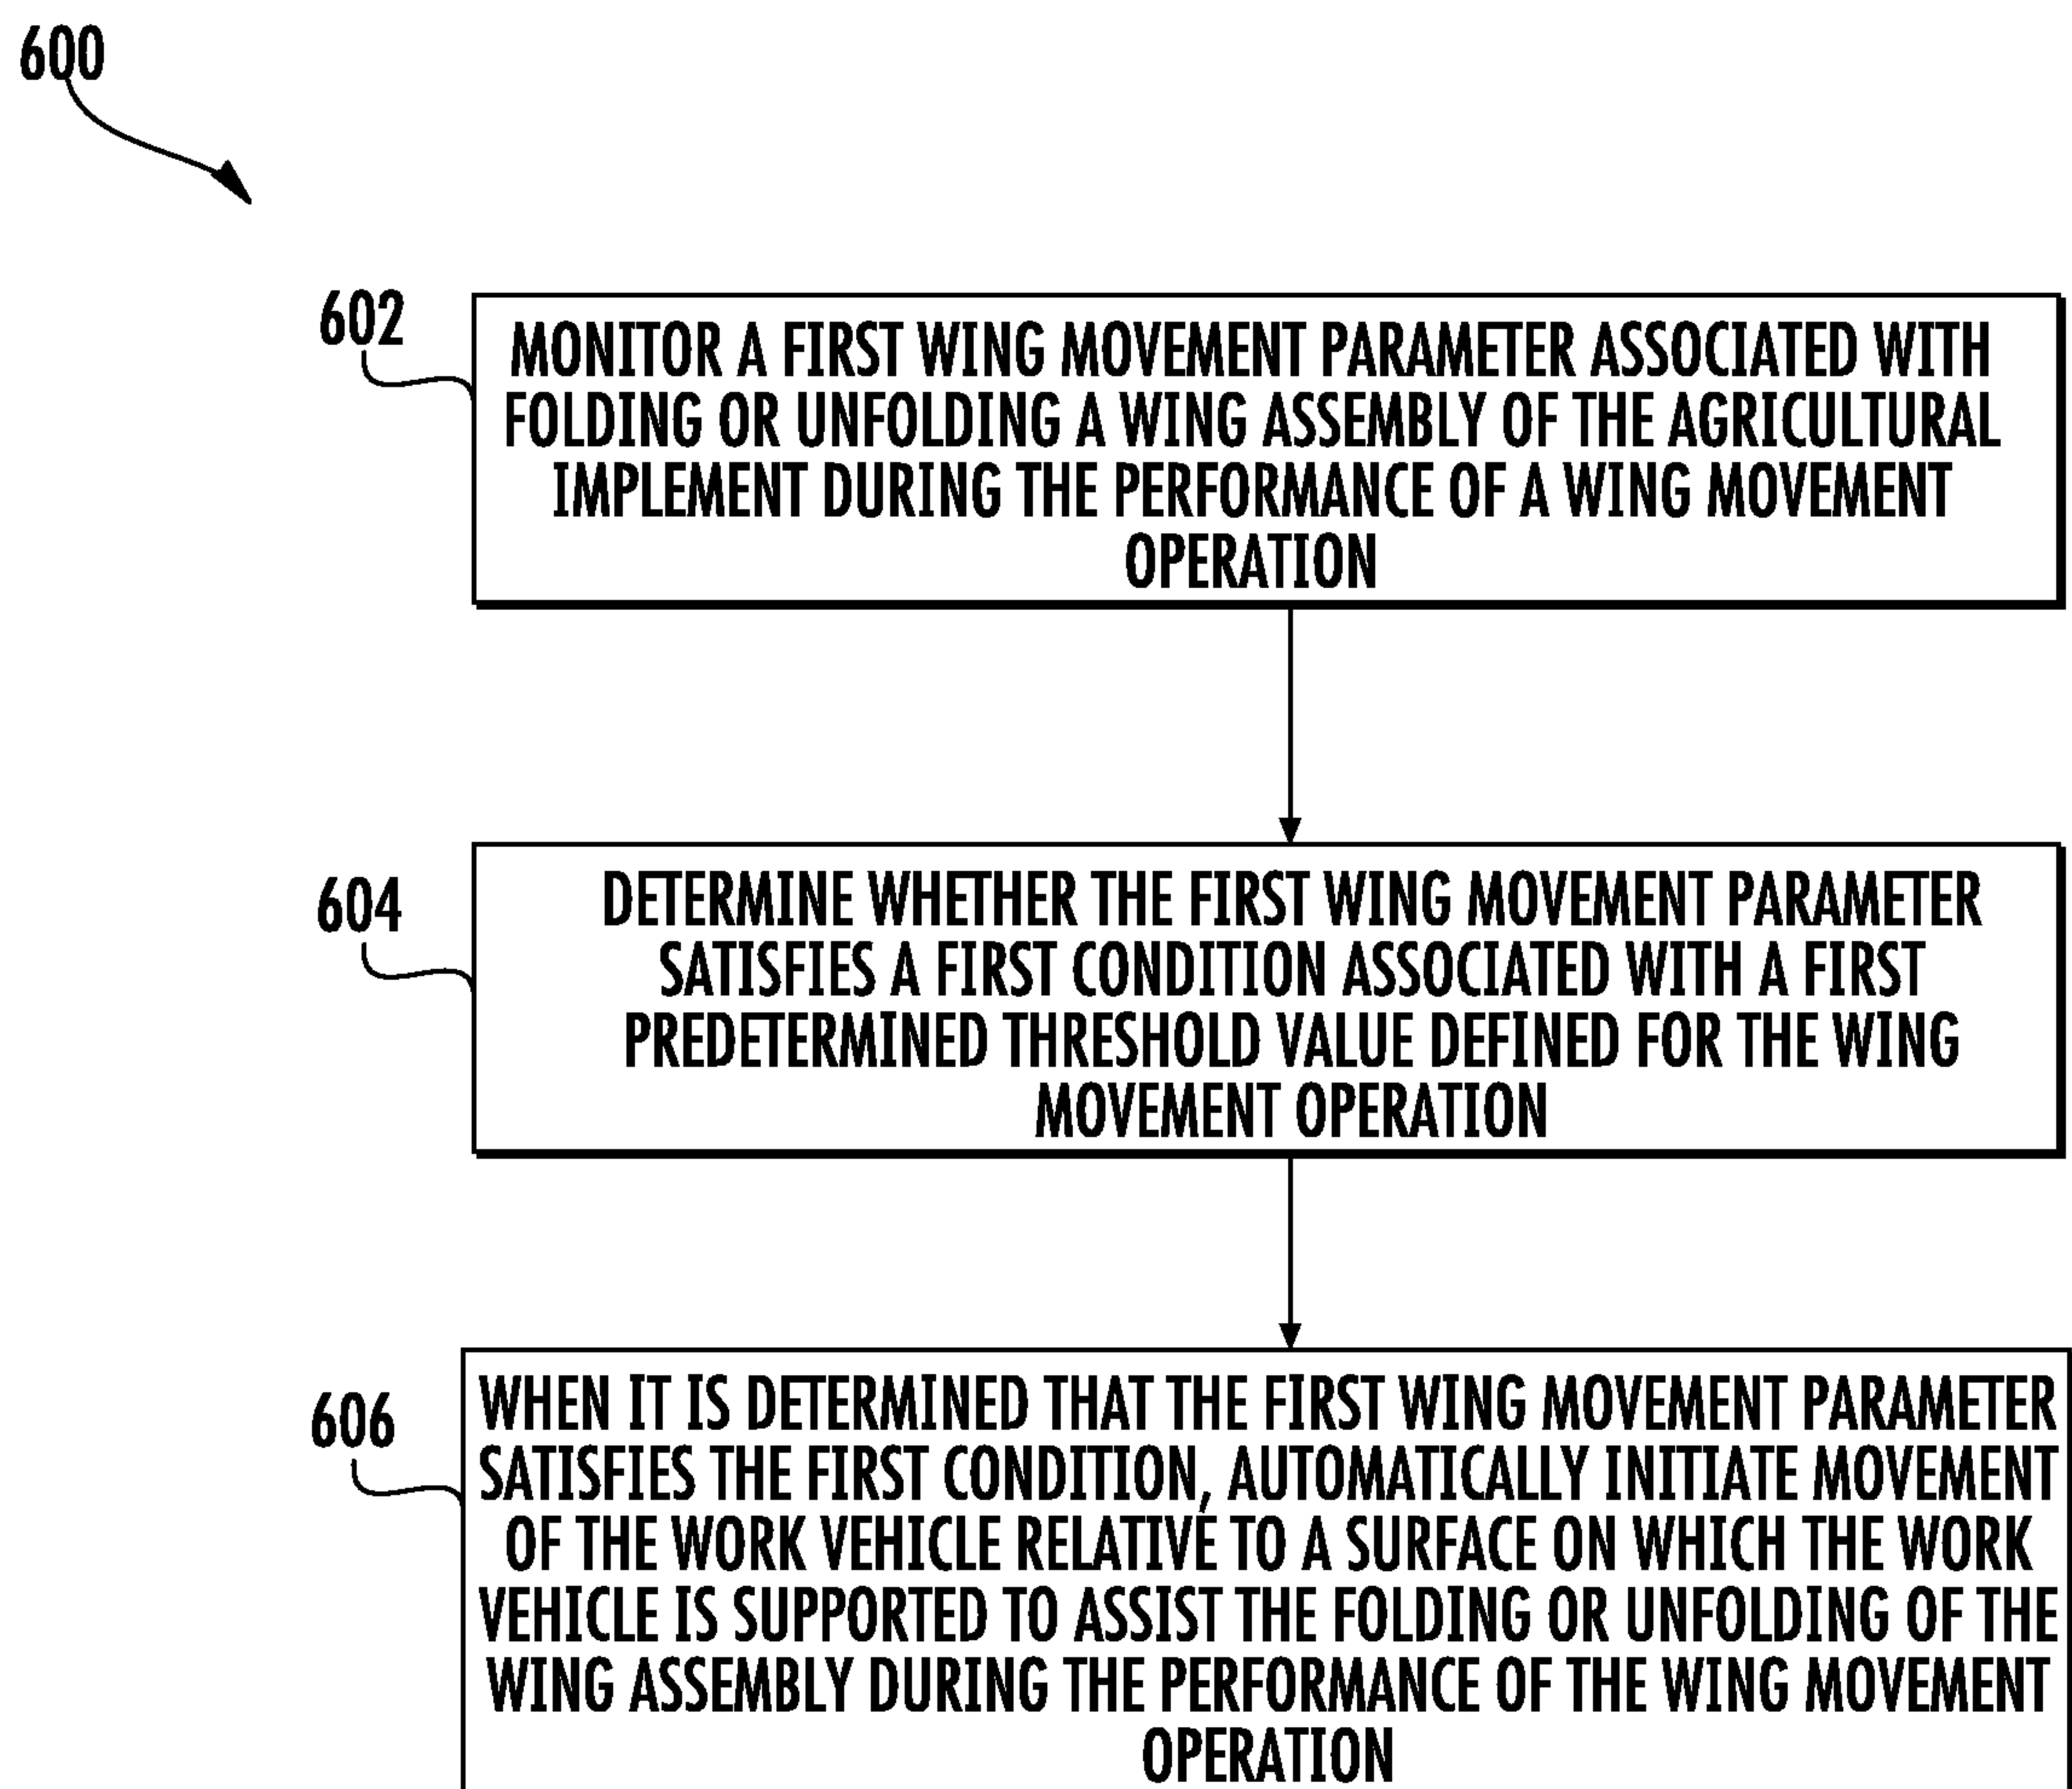 600
602
MONITOR A FIRST WING MOVEMENT PARAMETER ASSOCIATED WITH
FOLDING OR UNFOLDING A WING ASSEMBLY OF THE AGRICULTURAL
IMPLEMENT DURING THE PERFORMANCE OF A WING MOVEMENT
OPERATION
604
DETERMINE WHETHER THE FIRST WING MOVEMENT PARAMETER
SATISFIES A FIRST CONDITION ASSOCIATED WITH A FIRST
PREDETERMINED THRESHOLD VALUE DEFINED FOR THE WING
MOVEMENT OPERATION
606
WHEN IT IS DETERMINED THAT THE FIRST WING MOVEMENT PARAMETER
SATISFIES THE FIRST CONDITION, AUTOMATICALLY INITIATE MOVEMENT
OF THE WORK VEHICLE RELATIVE TO A SURFACE ON WHICH THE WORK
VEHICLE IS SUPPORTED TO ASSIST THE FOLDING OR UNFOLDING OF THE
WING ASSEMBLY DURING THE PERFORMANCE OF THE WING MOVEMENT
OPERATION